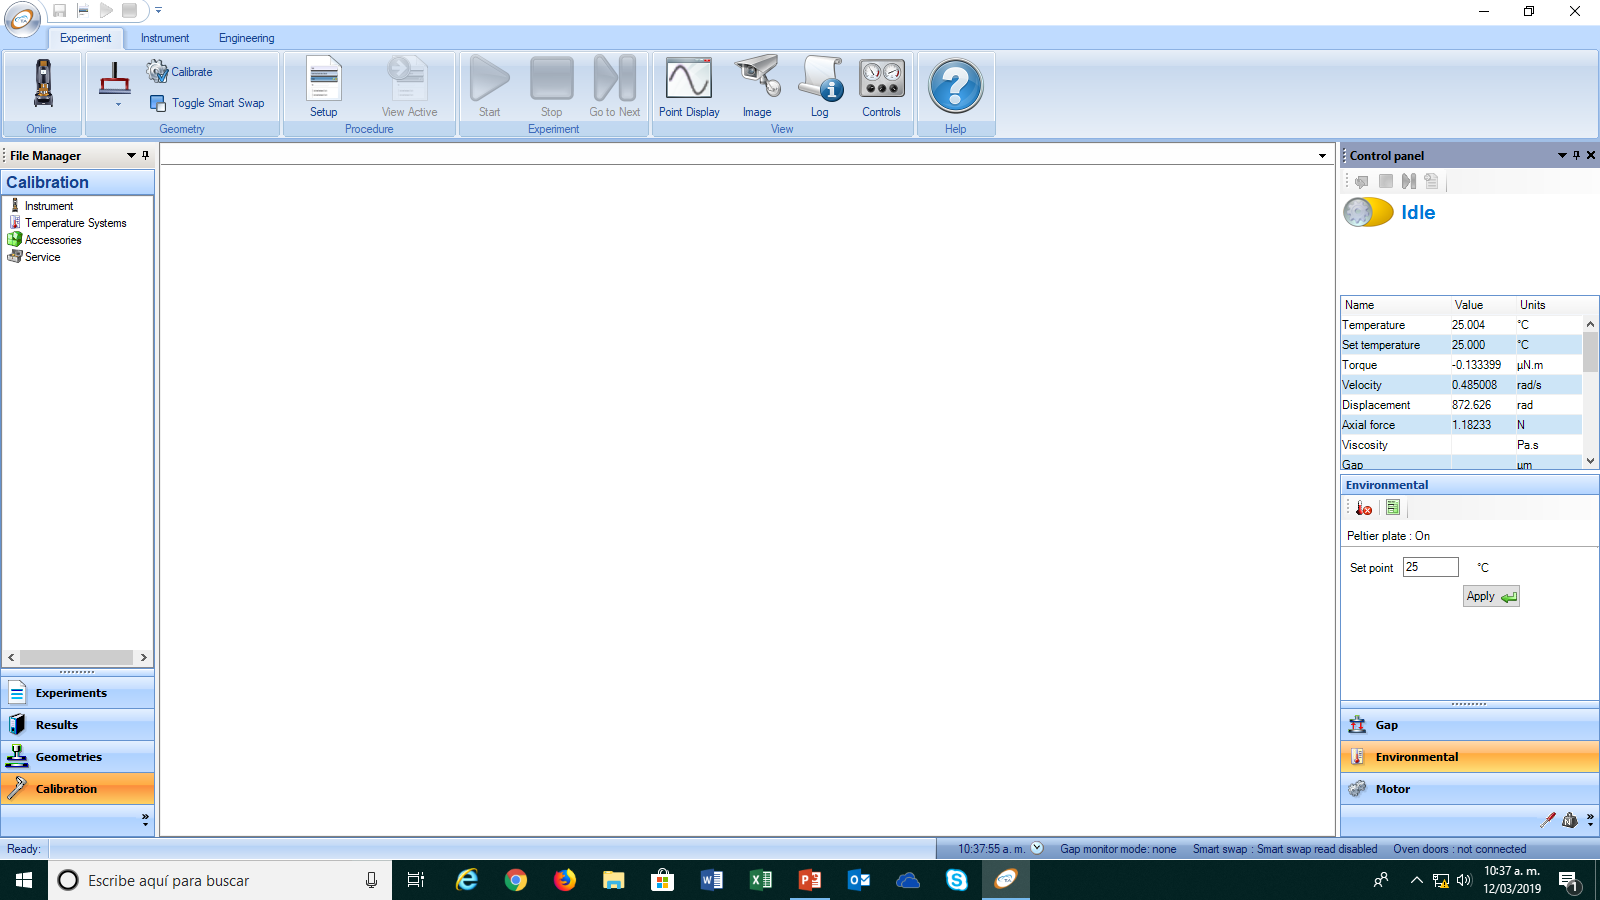 Experiment Instrument Engineering
Calibrate
Toggle Smart Swap
Setup View Active Start Stop Go to Next Point Display Image Log Controls
Online Geometry Procedure Experiment View Help
File Manager
Calibration
Instrument
Temperature Systems
Accessories
Service
Experiments
Results
Geometries
Calibration
Control panel
Idle
Name Value Units
Temperature 25.004 °C
Set temperature 25.000 °C
Torque -0.133399 µN.m
Velocity 0.485008 rad/s
Displacement 872.626 rad
Axial force 1.18233 N
Viscosity Pa.s
Gap µm
Environmental
Peltier plate : On
Set point 25 °C
Apply
Gap
Environmental
Motor
Ready: 10:37:55 a. m. Gap monitor mode: none Smart swap : Smart swap read disabled Oven doors : not connected
Escribe aquí para buscar
10:37 a. m.
12/03/2019
1